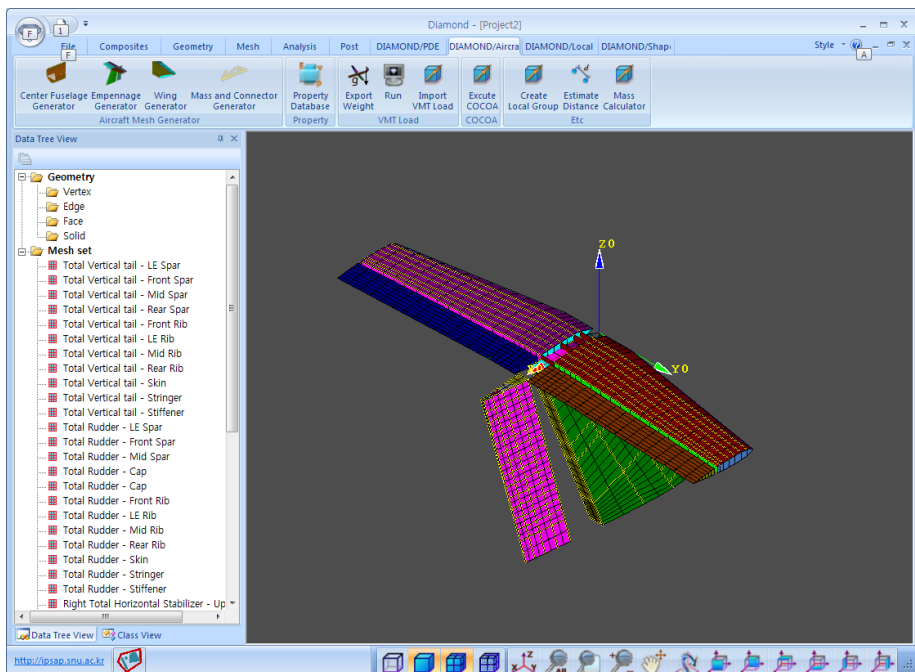 Diamond - [Project2]
F
1
File Composites Geometry Mesh Analysis Post DIAMOND/PDE DIAMOND/Aircra DIAMOND/Local DIAMOND/Shap Style
F
A
Center Fuselage Generator
Empennage Generator
Wing Generator
Mass and Connector Generator
Property Database
Export Weight
Run
Import VMT Load
Excute COCOA
Create Local Group
Estimate Distance
Mass Calculator
Aircraft Mesh Generator Property VMT Load COCOA Etc
Data Tree View
Geometry
Vertex
Edge
Face
Solid
Mesh set
Total Vertical tail - LE Spar
Total Vertical tail - Front Spar
Total Vertical tail - Mid Spar
Total Vertical tail - Rear Spar
Total Vertical tail - Front Rib
Total Vertical tail - LE Rib
Total Vertical tail - Mid Rib
Total Vertical tail - Rear Rib
Total Vertical tail - Skin
Total Vertical tail - Stringer
Total Vertical tail - Stiffener
Total Rudder - LE Spar
Total Rudder - Front Spar
Total Rudder - Mid Spar
Total Rudder - Cap
Total Rudder - Cap
Total Rudder - Front Rib
Total Rudder - LE Rib
Total Rudder - Mid Rib
Total Rudder - Rear Rib
Total Rudder - Skin
Total Rudder - Stringer
Total Rudder - Stiffener
Right Total Horizontal Stabilizer - Up
Data Tree View Class View
Z0
Y0
http://ipsap.snu.ac.kr